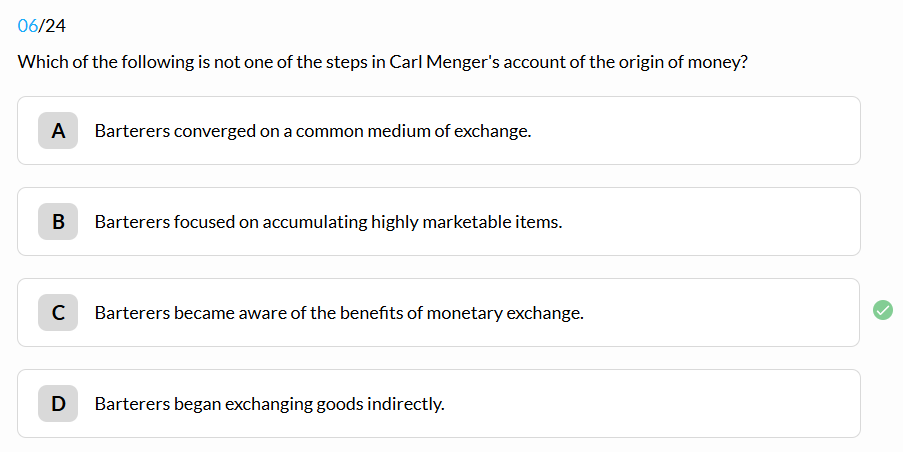 06/24
Which of the following is not one of the steps in Carl Menger's account of the origin of money?
A Barterers converged on a common medium of exchange.
B Barterers focused on accumulating highly marketable items.
C Barterers became aware of the benefits of monetary exchange.
D Barterers began exchanging goods indirectly.